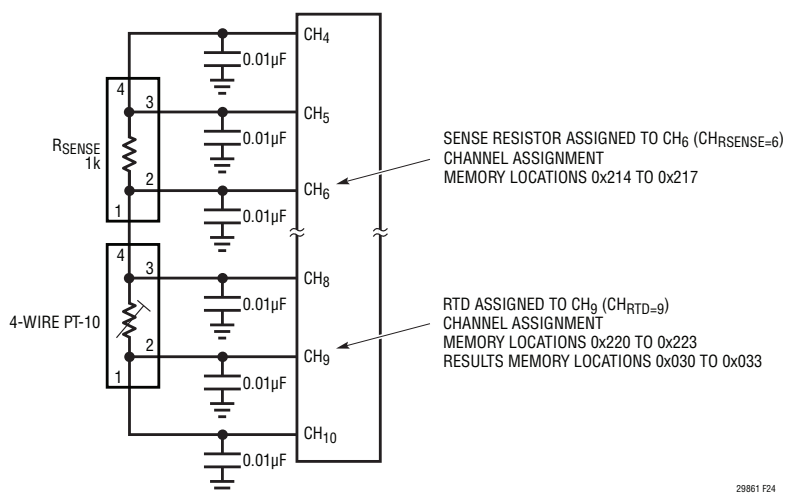 CH4
0.01µF
4
3
CH5
0.01µF
RSENSE
1k
2
CH6
1
0.01µF
SENSE RESISTOR ASSIGNED TO CH6 (CHRSENSE=6)
CHANNEL ASSIGNMENT
MEMORY LOCATIONS 0x214 TO 0x217
4
3
CH8
0.01µF
4-WIRE PT-10
2
CH9
1
0.01µF
RTD ASSIGNED TO CH9 (CHRTD=9)
CHANNEL ASSIGNMENT
MEMORY LOCATIONS 0x220 TO 0x223
RESULTS MEMORY LOCATIONS 0x030 TO 0x033
CH10
0.01µF
29861 F24